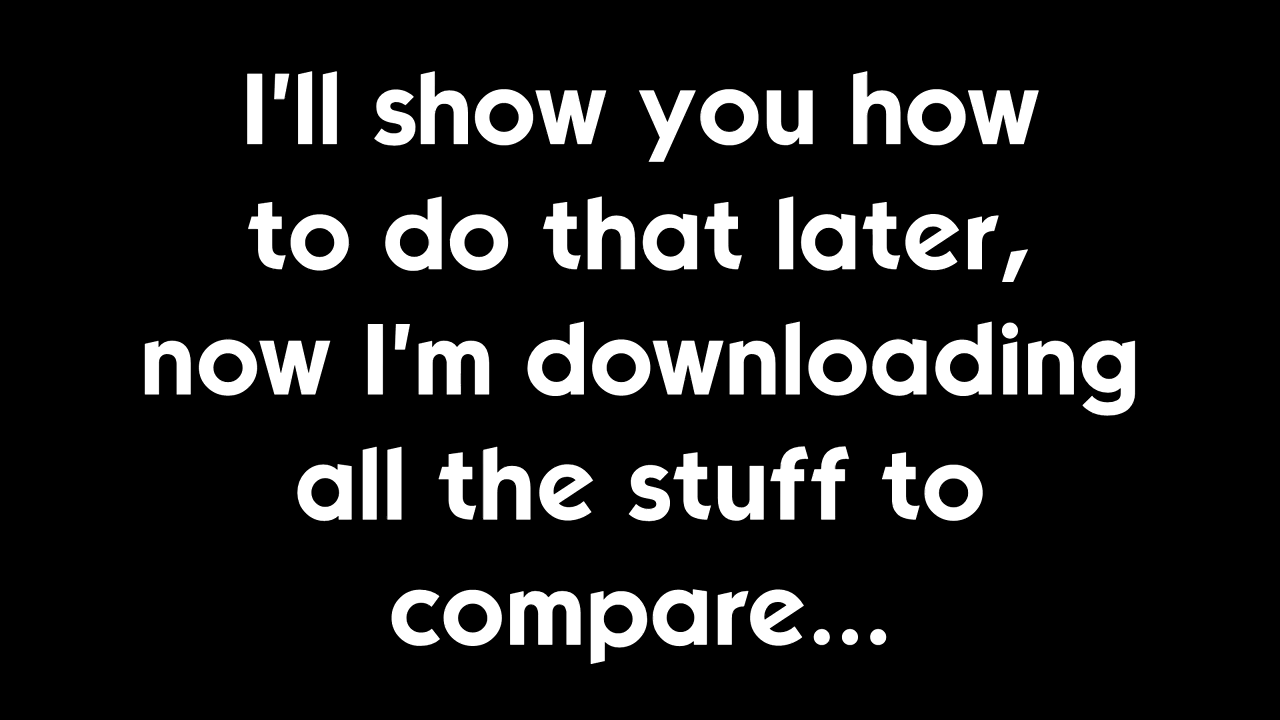 I'll show you how
to do that later,
now I'm downloading
all the stuff to
compare...